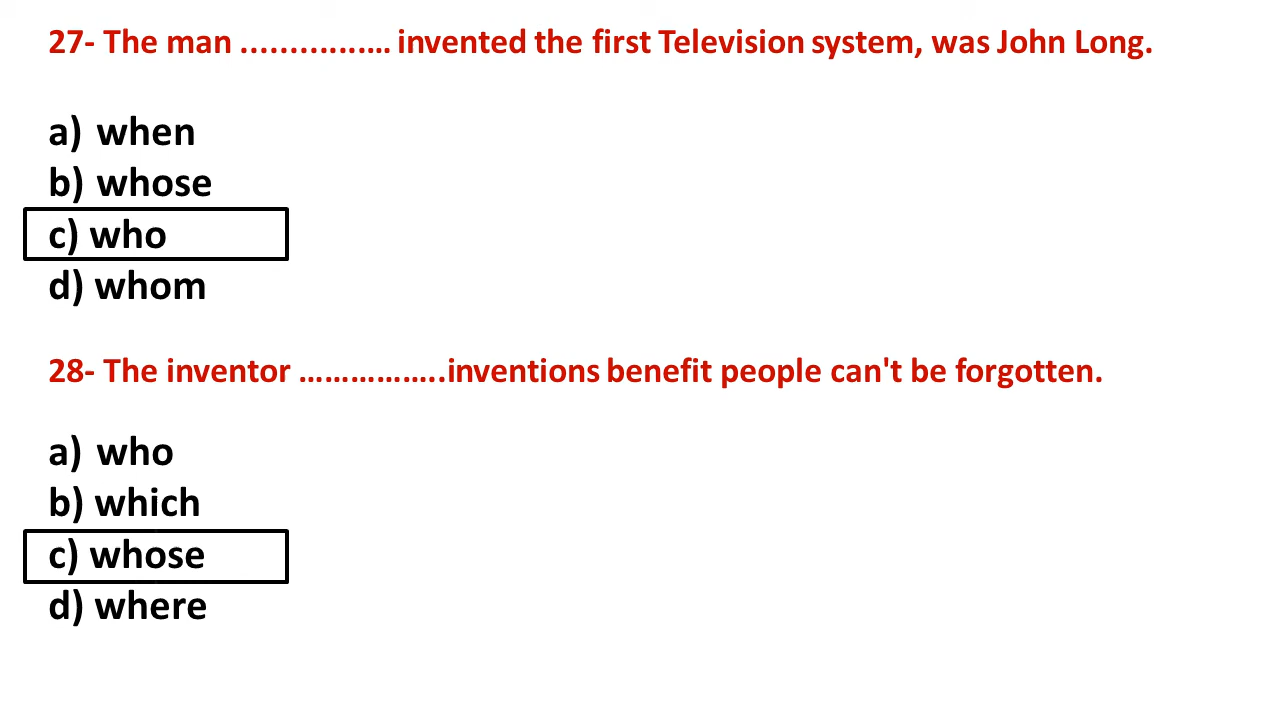 27- The man ................… invented the first Television system, was John Long.
a) when
b) whose
c) who
d) whom
28- The inventor ……………..inventions benefit people can't be forgotten.
a) who
b) which
c) whose
d) where